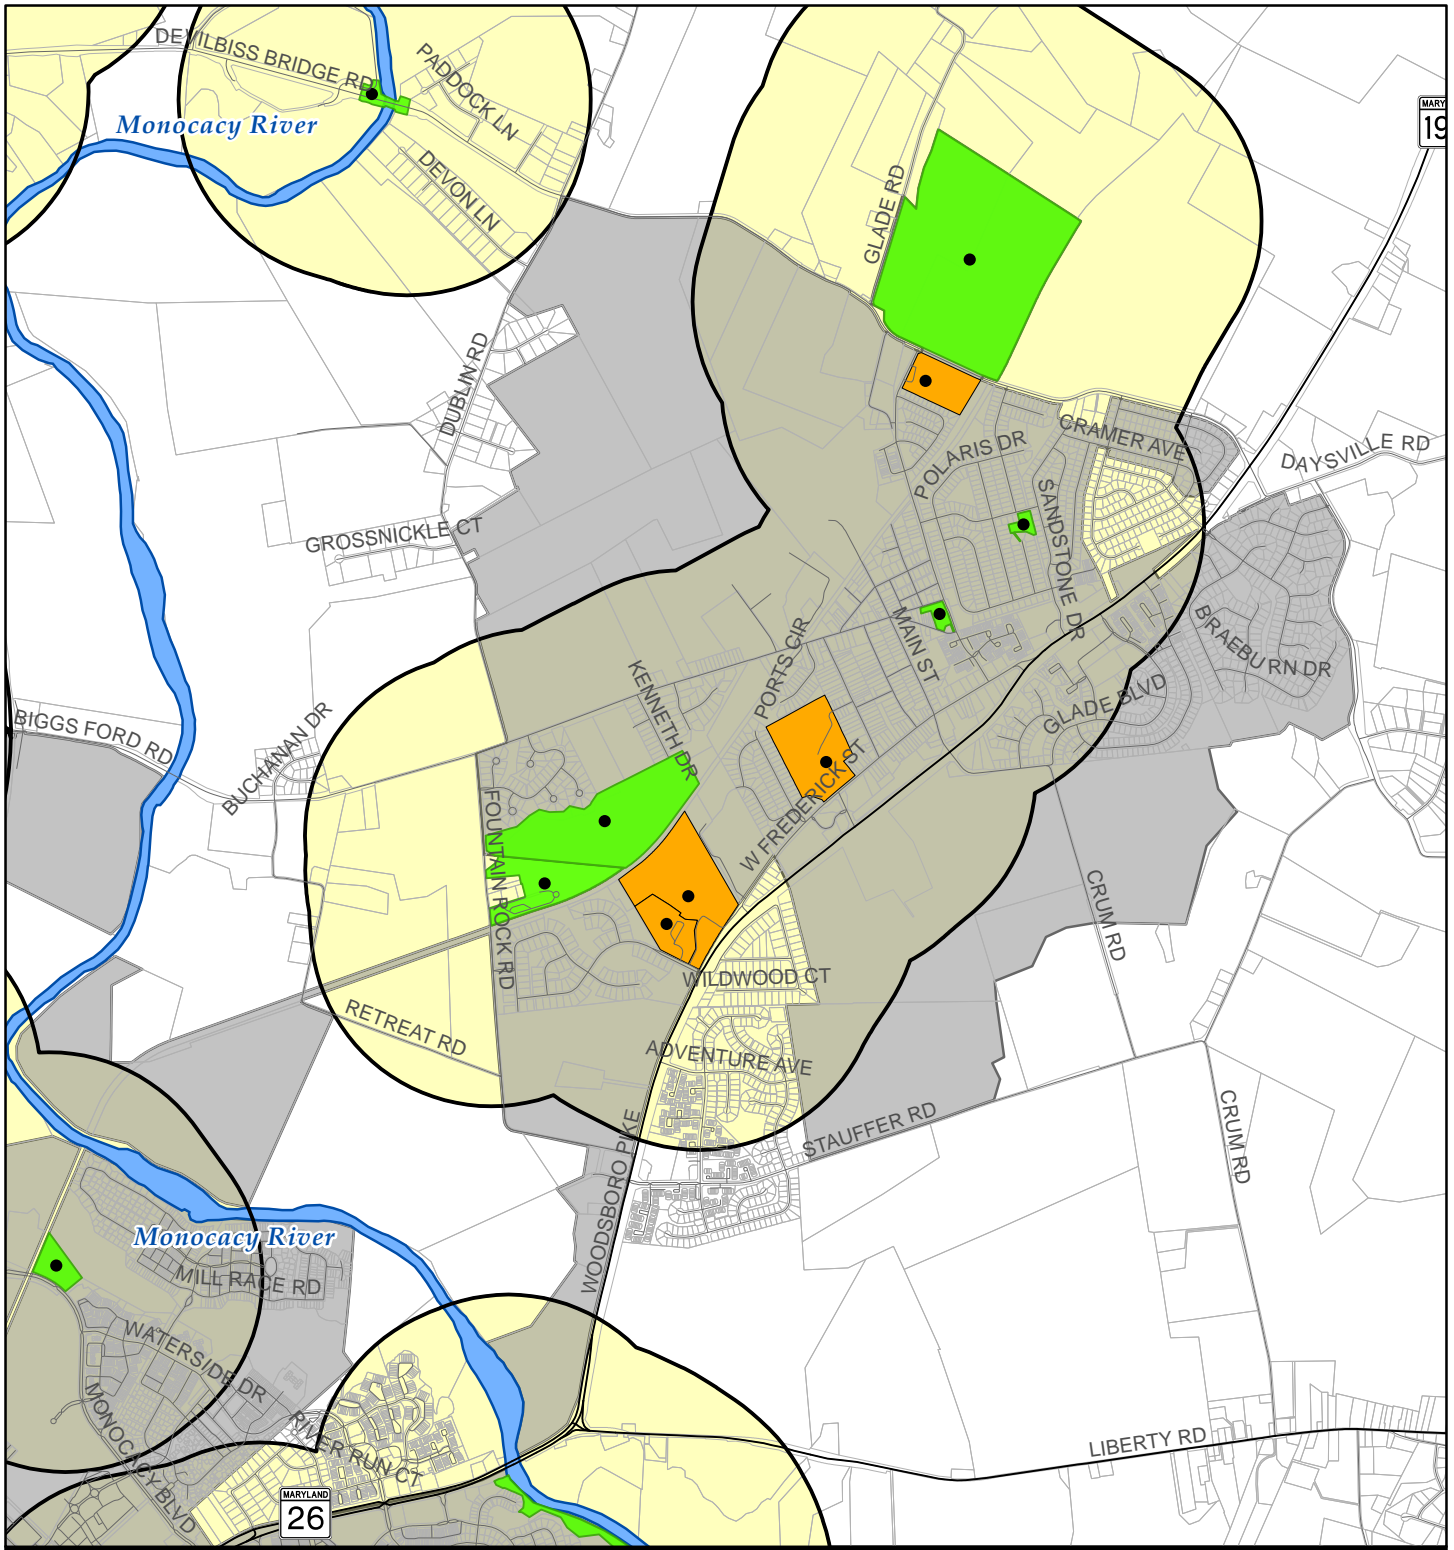 DEVILBISS BRIDGE RD
PADDOCK LN
Monocacy River
MARY
19
DEVON LN
GLADE RD
DUBLIN RD
CRAMER AVE
POLARIS DR
DAYSVILLE RD
SANDSTONE DR
GROSSNICKLE CT
MAIN ST
BRAEBURN DR
PORTS CIR
KENNETH DR
GLADE BLVD
BIGGS FORD RD
BUCHANAN DR
W FREDERICK ST
FOUNTAIN ROCK RD
CRUM RD
WILDWOOD CT
RETREAT RD
ADVENTURE AVE
STAUFFER RD
CRUM RD
WOODSBORO PIKE
Monocacy River
MILL RACE RD
WATERSIDE DR
MONOCACY BLVD
RIVER RUN CT
LIBERTY RD
MARYLAND
26